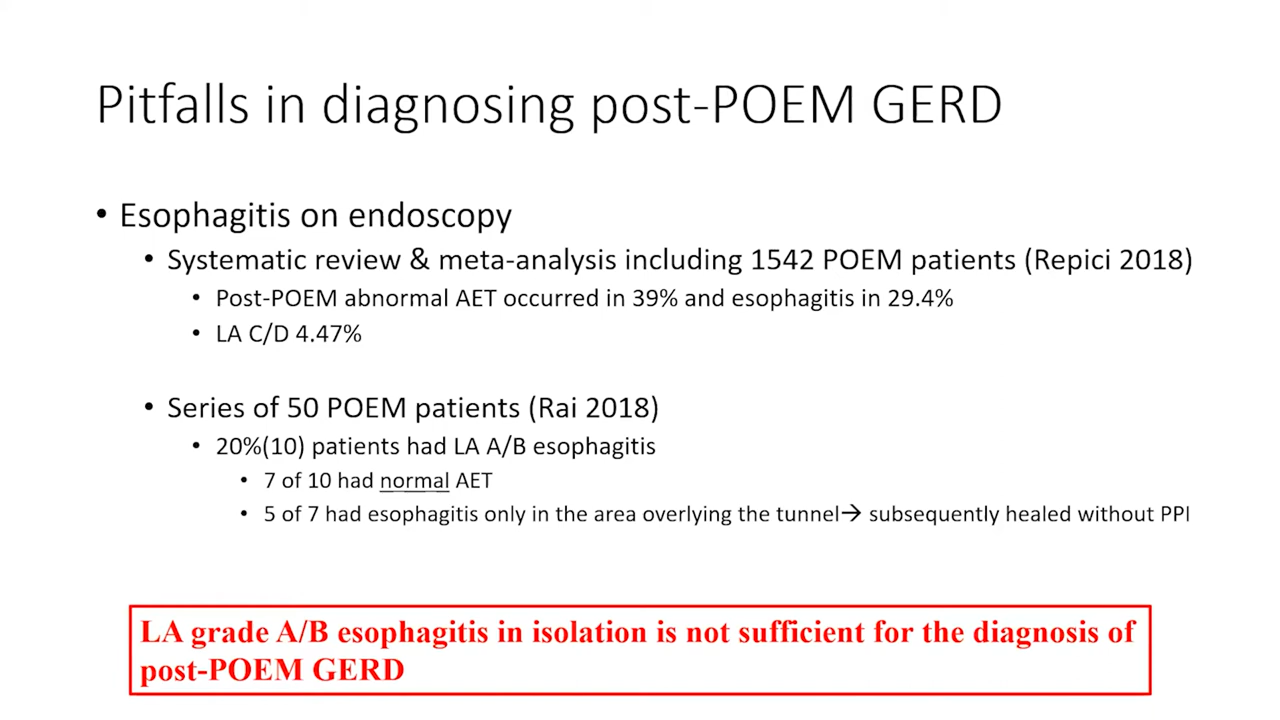 Pitfalls in diagnosing post-POEM GERD
• Esophagitis on endoscopy
• Systematic review & meta-analysis including 1542 POEM patients (Repici 2018)
• Post-POEM abnormal AET occurred in 39% and esophagitis in 29.4%
• LA C/D 4.47%
• Series of 50 POEM patients (Rai 2018)
• 20%(10) patients had LA A/B esophagitis
• 7 of 10 had normal AET
• 5 of 7 had esophagitis only in the area overlying the tunnel→ subsequently healed without PPI
LA grade A/B esophagitis in isolation is not sufficient for the diagnosis of
post-POEM GERD